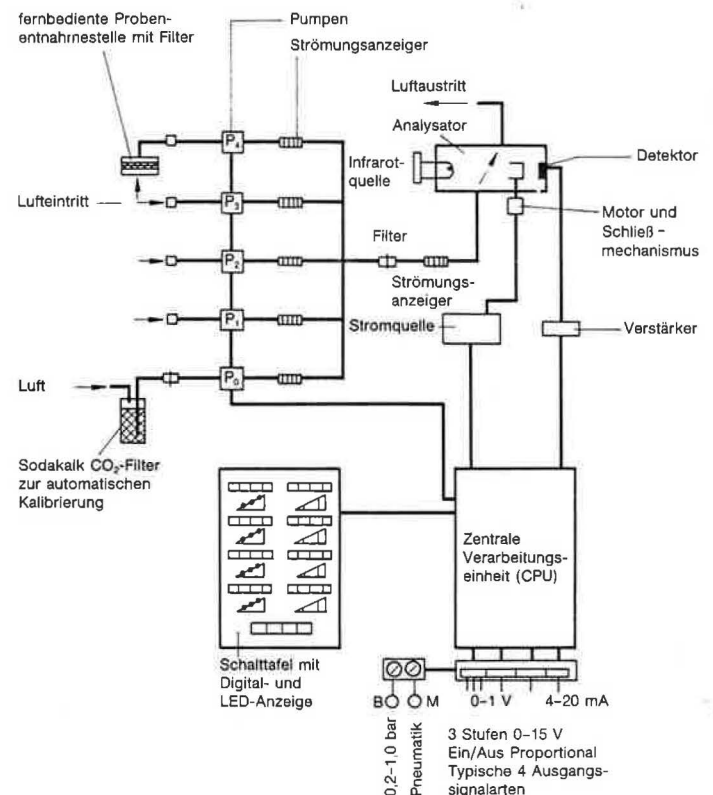 fernbediente Proben-
entnahmestelle mit Filter
Pumpen
Strömungsanzeiger
Luftaustritt
Analysator
Infrarot-
quelle
Detektor
Motor und
Schließ-
mechanismus
Lufteintritt
P4
P3
P2
P1
P0
Filter
Strömungs-
anzeiger
Stromquelle
Verstärker
Luft
Sodakalk CO2-Filter
zur automatischen
Kalibrierung
Zentrale
Verarbeitungs-
einheit (CPU)
Schalttafel mit
Digital- und
LED-Anzeige
B
M
0,2-1,0 bar
Pneumatik
0-1 V
4-20 mA
3 Stufen 0-15 V
Ein/Aus Proportional
Typische 4 Ausgangs-
signalarten